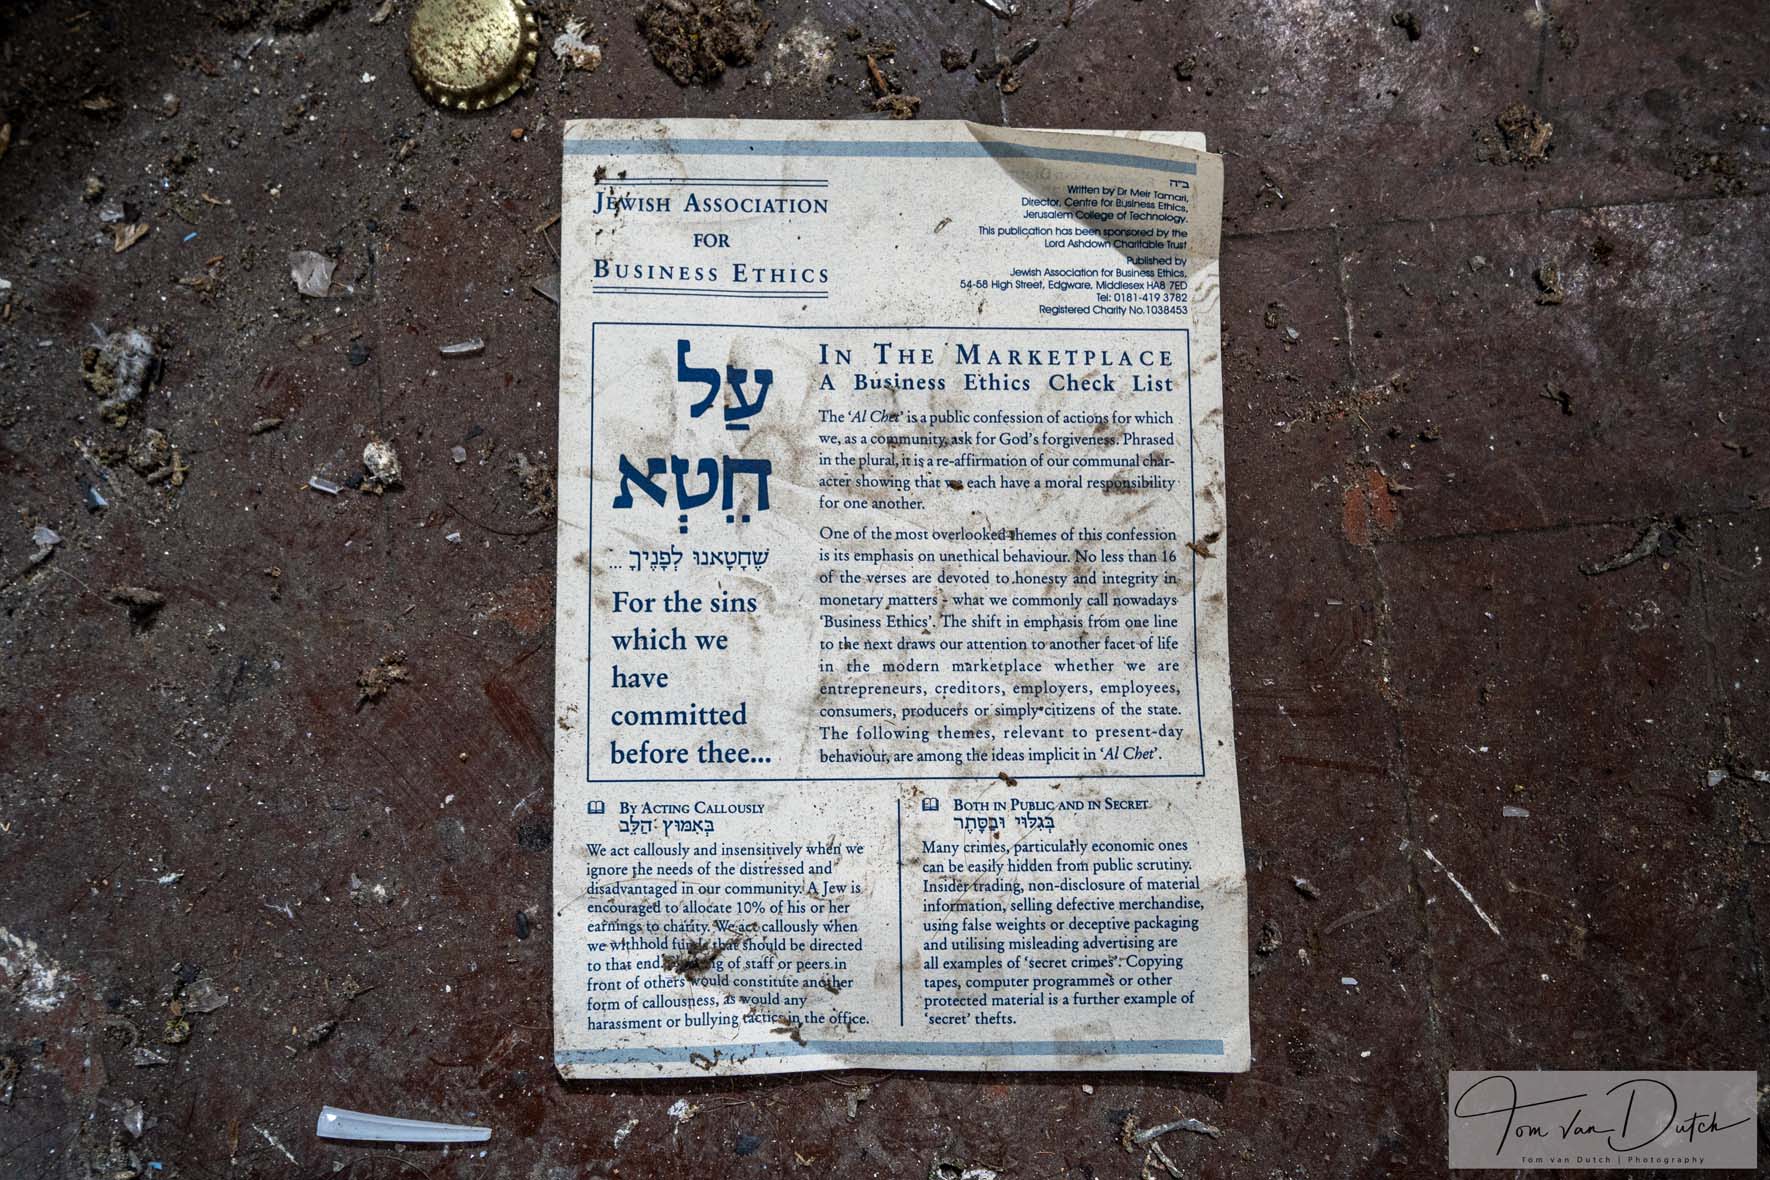 JEWISH ASSOCIATION
FOR
BUSINESS ETHICS
ב״ה
Written by Dr Meir Tamari,
Director, Centre for Business Ethics,
Jerusalem College of Technology.
This publication has been sponsored by the
Lord Ashdown Charitable Trust
Published by
Jewish Association for Business Ethics,
54-58 High Street, Edgware, Middlesex HA8 7ED
Tel: 0181-419 3782
Registered Charity No.1038453
עַל
חֵטְא
שֶׁחָטָאנוּ לְפָנֶיךָ ...
For the sins
which we
have
committed
before thee...
IN THE MARKETPLACE
A Business Ethics Check List
The ‘Al Chet’ is a public confession of actions for which
we, as a community, ask for God’s forgiveness. Phrased
in the plural, it is a re-affirmation of our communal char-
acter showing that we each have a moral responsibility
for one another.
One of the most overlooked themes of this confession
is its emphasis on unethical behaviour. No less than 16
of the verses are devoted to honesty and integrity in
monetary matters - what we commonly call nowadays
‘Business Ethics’. The shift in emphasis from one line
to the next draws our attention to another facet of life
in the modern marketplace whether we are
entrepreneurs, creditors, employers, employees,
consumers, producers or simply citizens of the state.
The following themes, relevant to present-day
behaviour, are among the ideas implicit in ‘Al Chet’.
BY ACTING CALLOUSLY
בְּאִמּוּץ הַלֵּב
We act callously and insensitively when we
ignore the needs of the distressed and
disadvantaged in our community. A Jew is
encouraged to allocate 10% of his or her
earnings to charity. We act callously when
we withhold funds that should be directed
to that end. of staff or peers in
front of others would constitute another
form of callousness, as would any
harassment or bullying tactics in the office.
BOTH IN PUBLIC AND IN SECRET
בְּגִלּוּי וּבַסָּתֶר
Many crimes, particularly economic ones
can be easily hidden from public scrutiny.
Insider trading, non-disclosure of material
information, selling defective merchandise,
using false weights or deceptive packaging
and utilising misleading advertising are
all examples of ‘secret crimes’. Copying
tapes, computer programmes or other
protected material is a further example of
‘secret’ thefts.
Tom van Dutch
Tom van Dutch | Photography